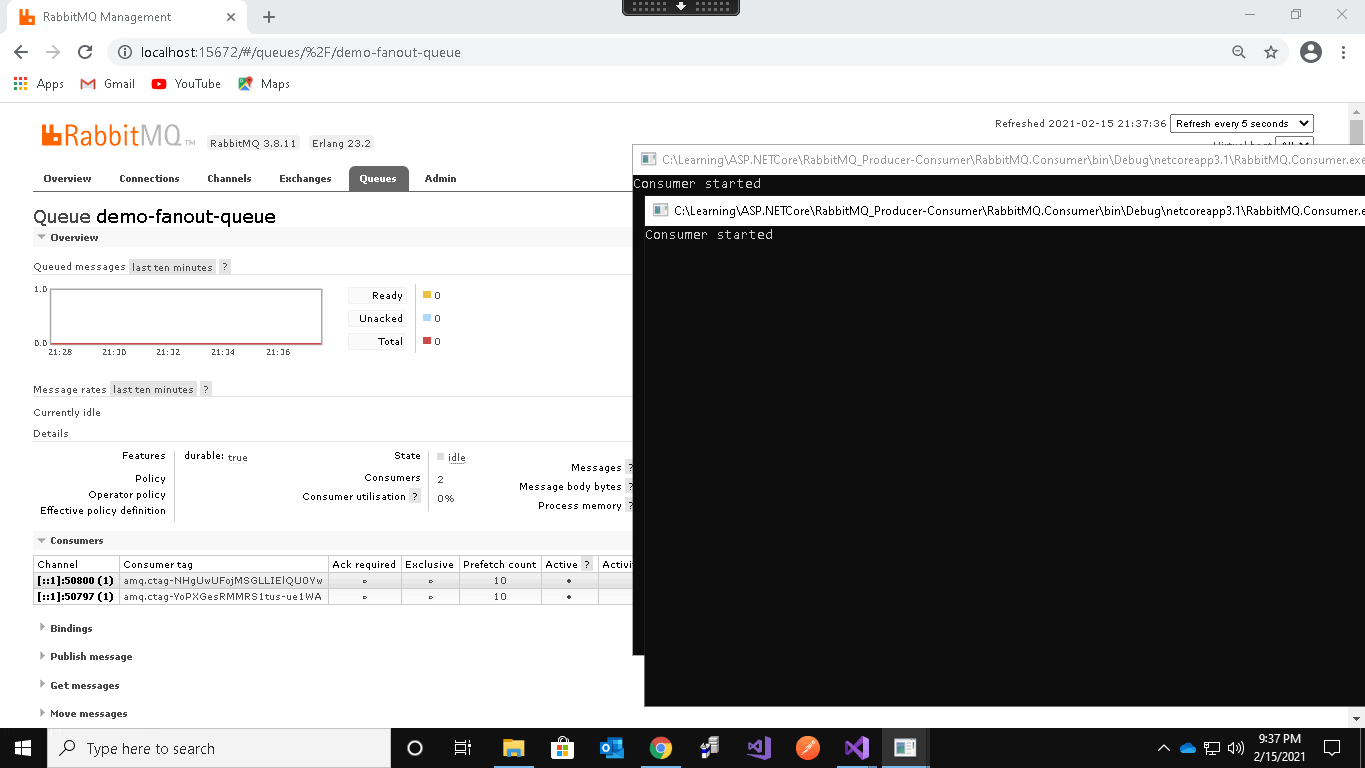 RabbitMQ Management
localhost:15672/#/queues/%2F/demo-fanout-queue
Apps Gmail YouTube Maps
RabbitMQ TM RabbitMQ 3.8.11 Erlang 23.2
Refreshed 2021-02-15 21:37:36 Refresh every 5 seconds
Virtual host All
Overview Connections Channels Exchanges Queues Admin
Queue demo-fanout-queue
Overview
Queued messages last ten minutes ?
1.0
0.0
21:28 21:30 21:32 21:34 21:36
Ready 0
Unacked 0
Total 0
Message rates last ten minutes ?
Currently idle
Details
Features durable: true
Policy
Operator policy
Effective policy definition
State idle
Consumers 2
Consumer utilisation ? 0%
Messages ?
Message body bytes ?
Process memory ?
Consumers
Channel Consumer tag Ack required Exclusive Prefetch count Active ? Activi
[::1]:50800 (1) amq.ctag-NHgUwUFojMSGLLIElQU0Yw 10
[::1]:50797 (1) amq.ctag-YoPXGesRMMRS1tus-ue1WA 10
Bindings
Publish message
Get messages
Move messages
C:\Learning\ASP.NETCore\RabbitMQ_Producer-Consumer\RabbitMQ.Consumer\bin\Debug\netcoreapp3.1\RabbitMQ.Consumer.exe
Consumer started
C:\Learning\ASP.NETCore\RabbitMQ_Producer-Consumer\RabbitMQ.Consumer\bin\Debug\netcoreapp3.1\RabbitMQ.Consumer.e
Consumer started
Type here to search
9:37 PM
2/15/2021